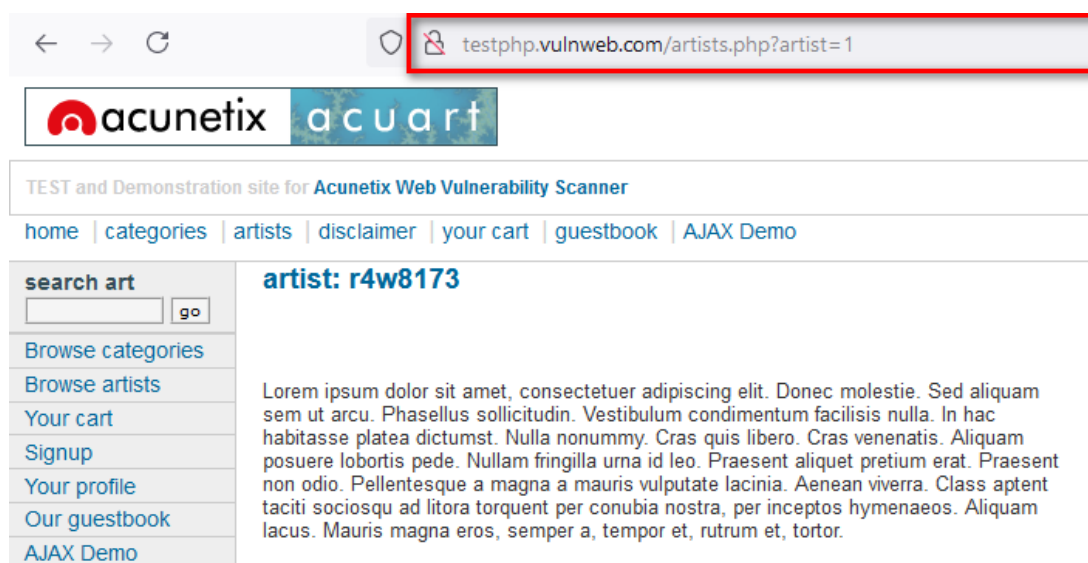 testphp.vulnweb.com/artists.php?artist=1
acunetix acuart
TEST and Demonstration site for Acunetix Web Vulnerability Scanner
home | categories | artists | disclaimer | your cart | guestbook | AJAX Demo
search art
go
Browse categories
Browse artists
Your cart
Signup
Your profile
Our guestbook
AJAX Demo
artist: r4w8173
Lorem ipsum dolor sit amet, consectetuer adipiscing elit. Donec molestie. Sed aliquam
sem ut arcu. Phasellus sollicitudin. Vestibulum condimentum facilisis nulla. In hac
habitasse platea dictumst. Nulla nonummy. Cras quis libero. Cras venenatis. Aliquam
posuere lobortis pede. Nullam fringilla urna id leo. Praesent aliquet pretium erat. Praesent
non odio. Pellentesque a magna a mauris vulputate lacinia. Aenean viverra. Class aptent
taciti sociosqu ad litora torquent per conubia nostra, per inceptos hymenaeos. Aliquam
lacus. Mauris magna eros, semper a, tempor et, rutrum et, tortor.